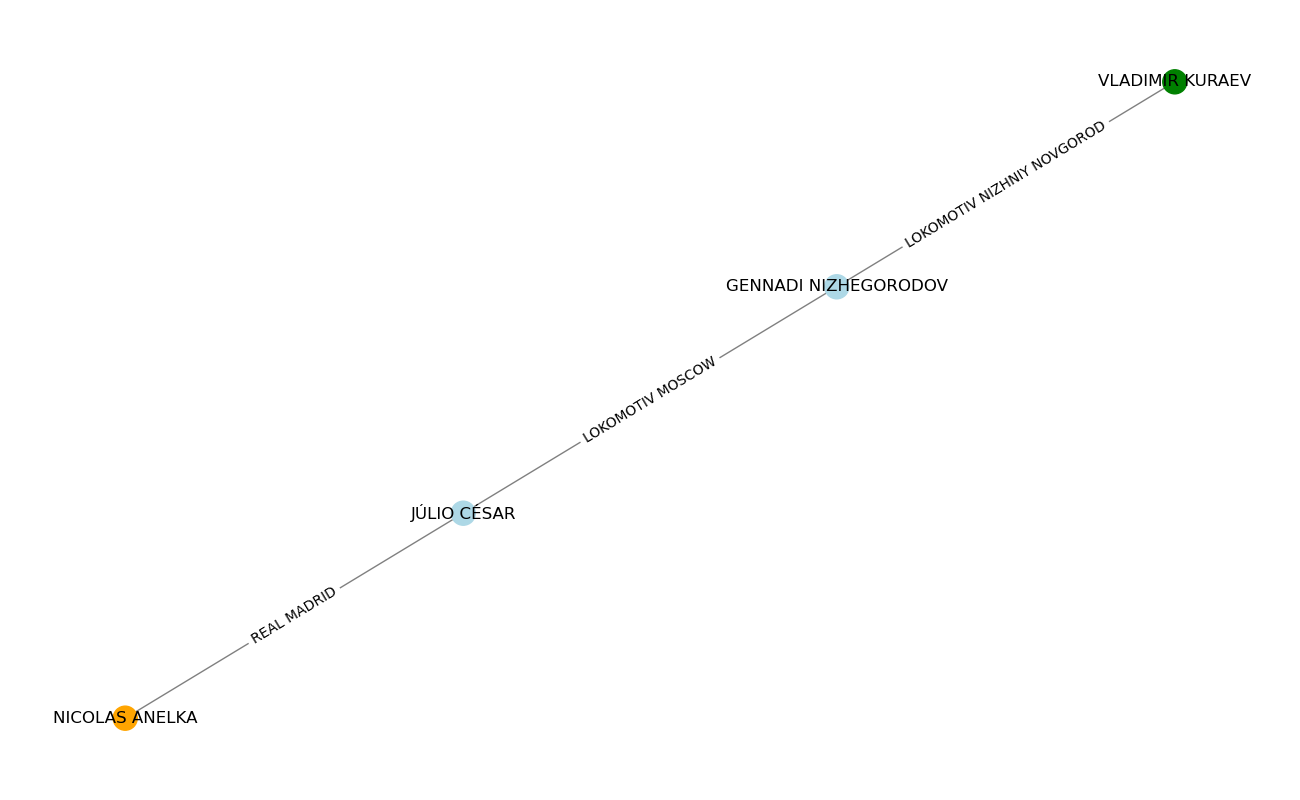 VLADIMIR KURAEV
LOKOMOTIV NIZHNIY NOVGOROD
GENNADI NIZHEGORODOV
LOKOMOTIV MOSCOW
JÚLIO CÉSAR
REAL MADRID
NICOLAS ANELKA